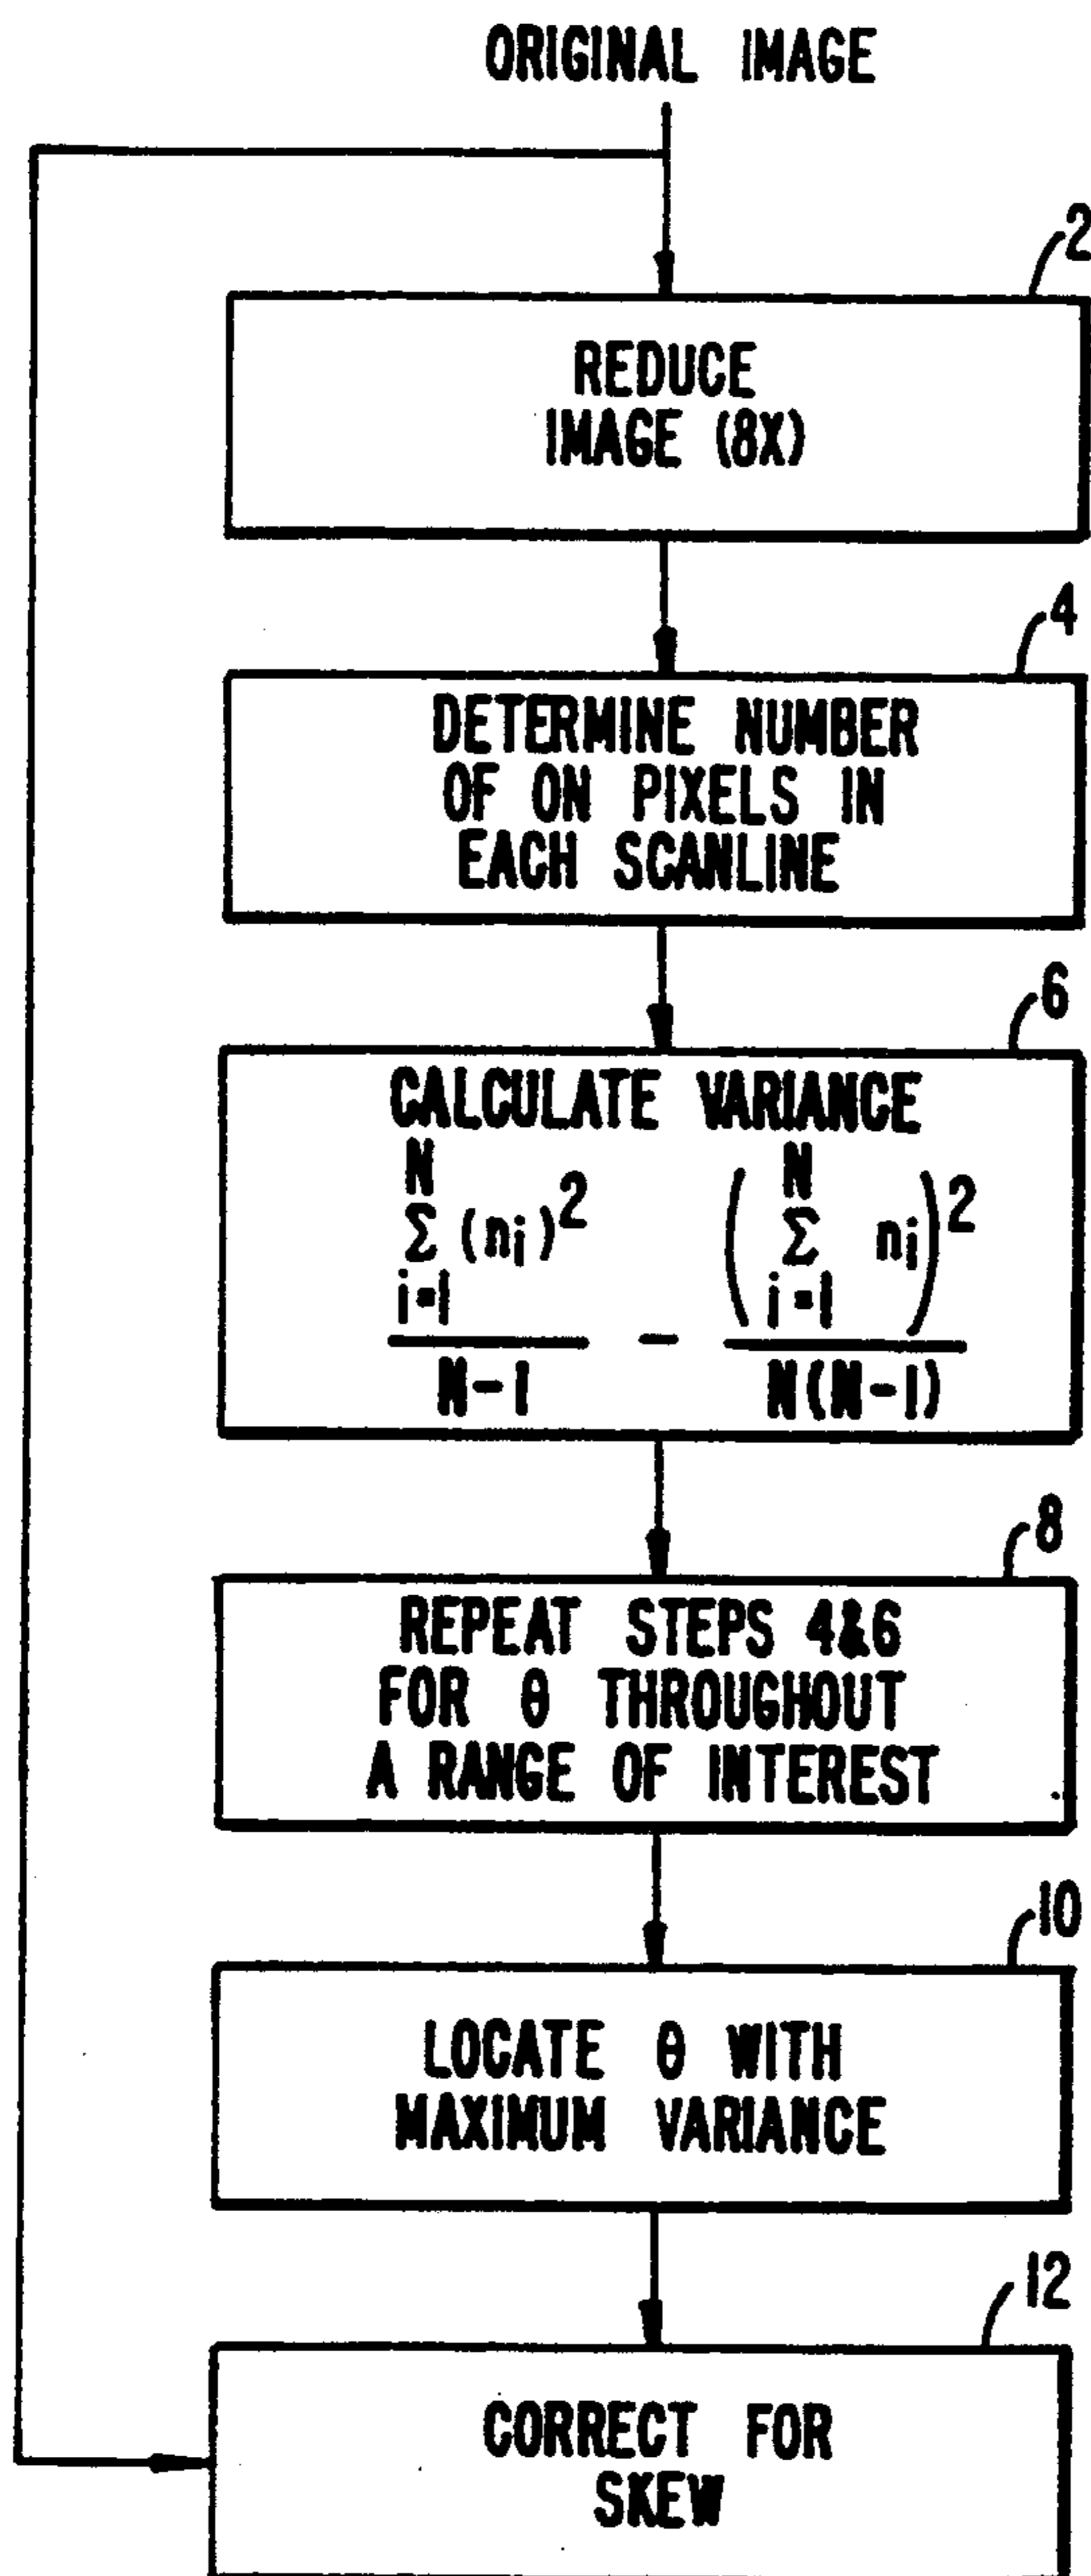 ORIGINAL IMAGE
2
REDUCE
IMAGE (8X)
4
DETERMINE NUMBER
OF ON PIXELS IN
EACH SCANLINE
6
CALCULATE VARIANCE
N
Σ (ni)2
i=1
N-1
-
( N
Σ ni)2
i=1
N(N-1)
8
REPEAT STEPS 4&6
FOR θ THROUGHOUT
A RANGE OF INTEREST
10
LOCATE θ WITH
MAXIMUM VARIANCE
12
CORRECT FOR
SKEW